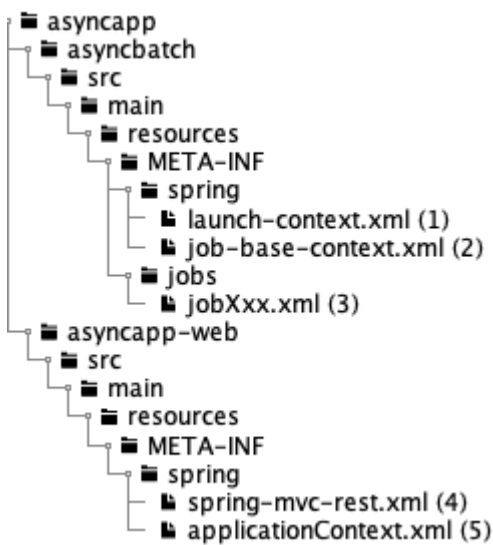 asyncapp
asyncbatch
src
main
resources
META-INF
spring
launch-context.xml (1)
job-base-context.xml (2)
jobs
jobXxx.xml (3)
asyncapp-web
src
main
resources
META-INF
spring
spring-mvc-rest.xml (4)
applicationContext.xml (5)